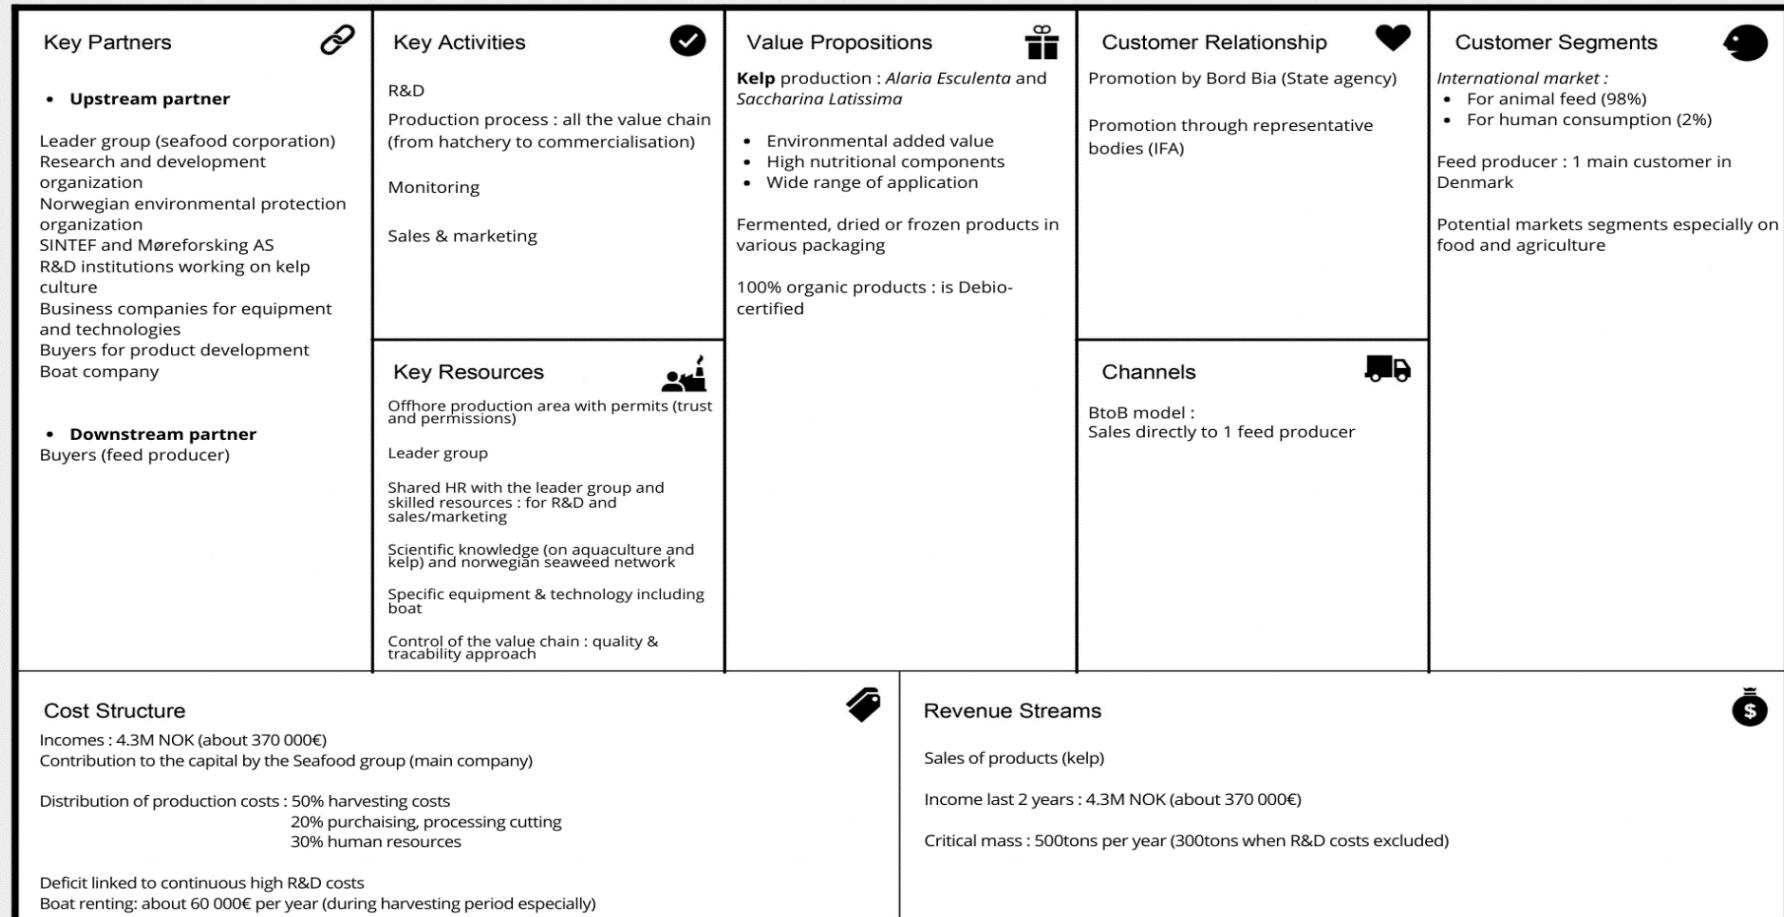 Key Partners
• Upstream partner
Leader group (seafood corporation)
Research and development
organization
Norwegian environmental protection
organization
SINTEF and Møreforsking AS
R&D institutions working on kelp
culture
Business companies for equipment
and technologies
Buyers for product development
Boat company
• Downstream partner
Buyers (feed producer)
Key Activities
R&D
Production process : all the value chain
(from hatchery to commercialisation)
Monitoring
Sales & marketing
Key Resources
Offhore production area with permits (trust
and permissions)
Leader group
Shared HR with the leader group and
skilled resources : for R&D and
sales/marketing
Scientific knowledge (on aquaculture and
kelp) and norwegian seaweed network
Specific equipment & technology including
boat
Control of the value chain : quality &
tracability approach
Value Propositions
Kelp production : Alaria Esculenta and
Saccharina Latissima
• Environmental added value
• High nutritional components
• Wide range of application
Fermented, dried or frozen products in
various packaging
100% organic products : is Debio-
certified
Customer Relationship
Promotion by Bord Bia (State agency)
Promotion through representative
bodies (IFA)
Channels
BtoB model :
Sales directly to 1 feed producer
Customer Segments
International market :
• For animal feed (98%)
• For human consumption (2%)
Feed producer : 1 main customer in
Denmark
Potential markets segments especially on
food and agriculture
Cost Structure
Incomes : 4.3M NOK (about 370 000€)
Contribution to the capital by the Seafood group (main company)
Distribution of production costs : 50% harvesting costs
20% purchaising, processing cutting
30% human resources
Deficit linked to continuous high R&D costs
Boat renting: about 60 000€ per year (during harvesting period especially)
Revenue Streams
$
Sales of products (kelp)
Income last 2 years : 4.3M NOK (about 370 000€)
Critical mass : 500tons per year (300tons when R&D costs excluded)